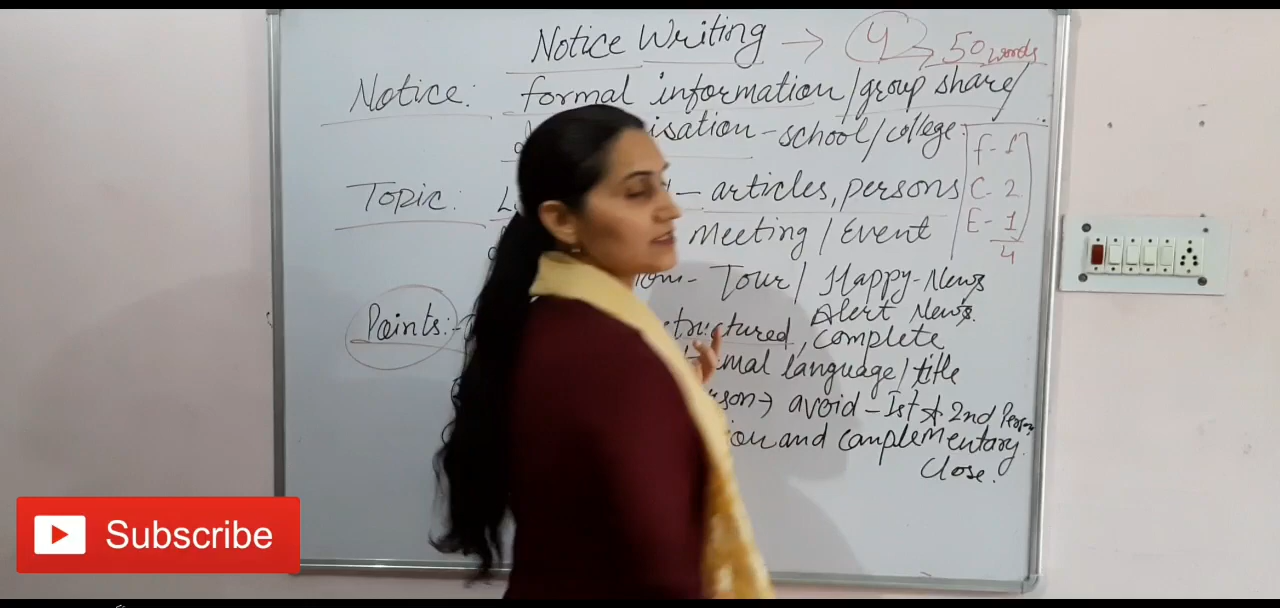 Notice Writing → 4 → 50 words
Notice: formal information / group share /
isation - school / college
F - 1
Topic: L - articles, persons
C - 2
Meeting / Event
E - 1
4
Tour / Happy - News
Alert News
Points:- structured, complete
language / title
avoid - Ist & 2nd Person
and complementary
close.
Subscribe